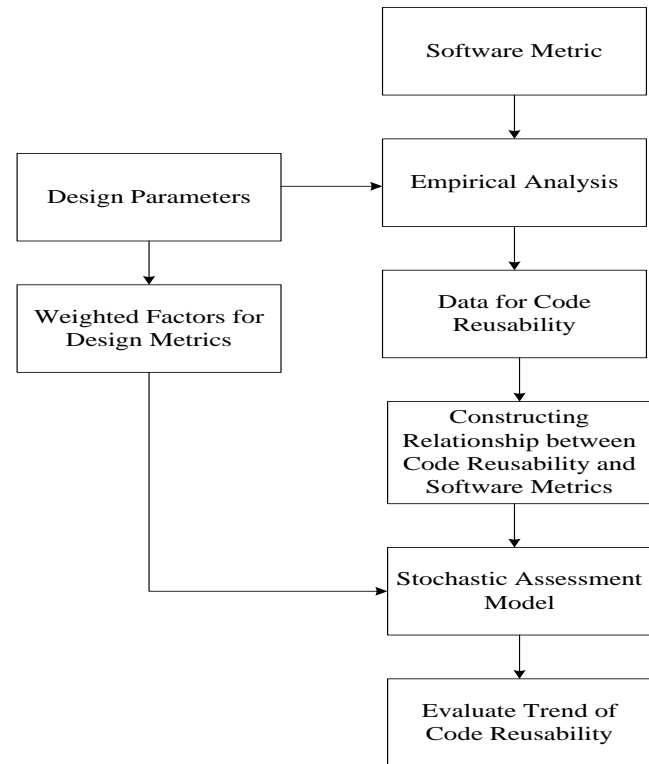 Software Metric
Empirical Analysis
Design Parameters
Data for Code
Reusability
Weighted Factors for
Design Metrics
Constructing
Relationship between
Code Reusability and
Software Metrics
Stochastic Assessment
Model
Evaluate Trend of
Code Reusability